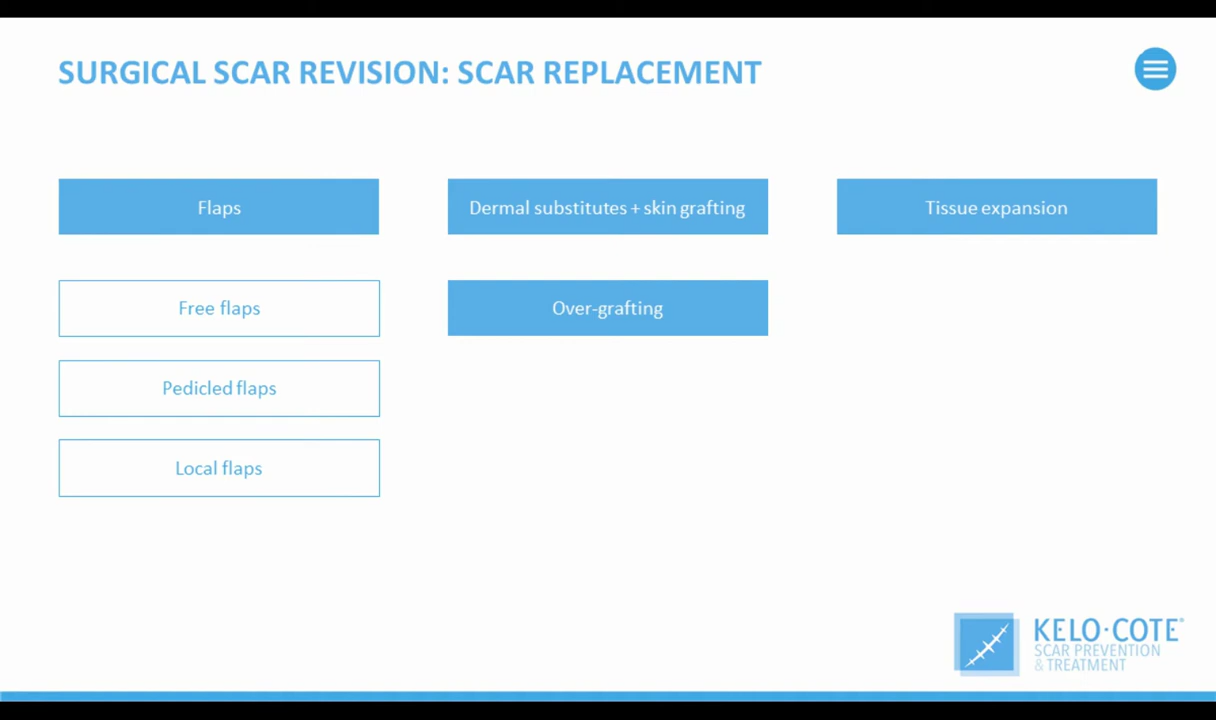 SURGICAL SCAR REVISION: SCAR REPLACEMENT
Flaps
Dermal substitutes + skin grafting
Tissue expansion
Free flaps
Over-grafting
Pedicled flaps
Local flaps
KELO·COTE®
SCAR PREVENTION
& TREATMENT